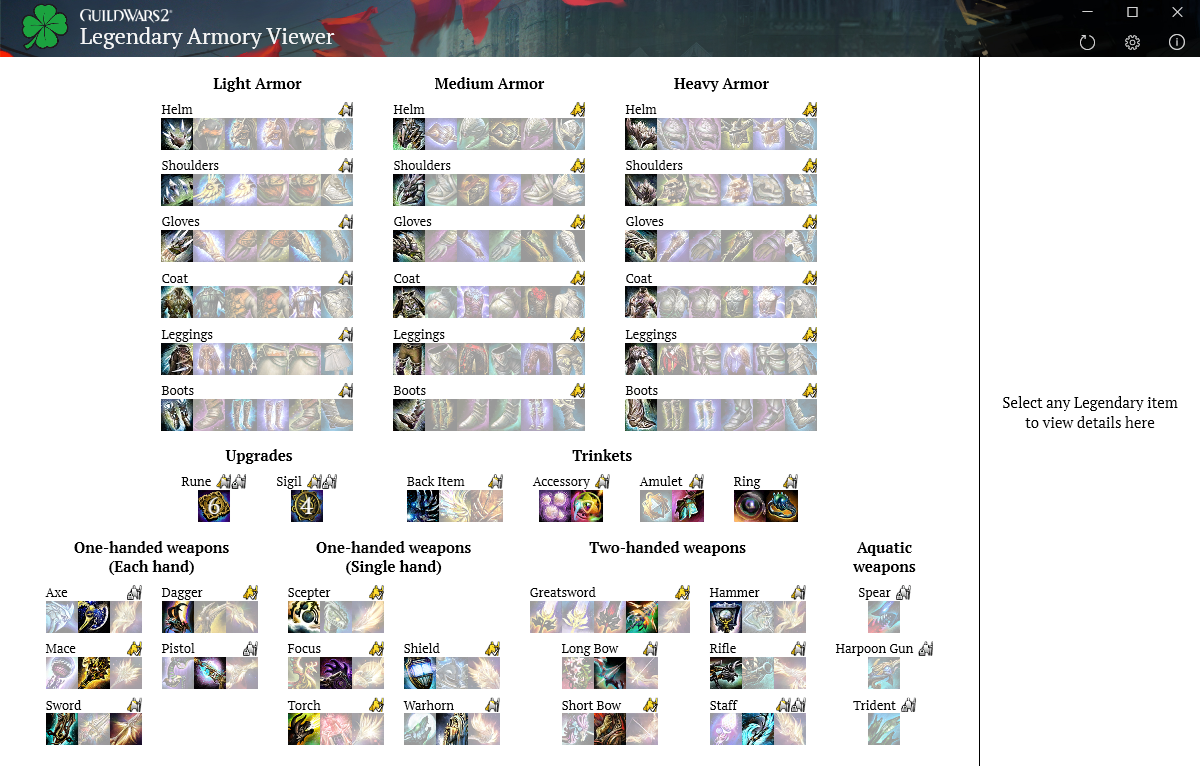 GUILDWARS2
Legendary Armory Viewer
Light Armor
Medium Armor
Heavy Armor
Helm
Helm
Helm
Shoulders
Shoulders
Shoulders
Gloves
Gloves
Gloves
Coat
Coat
Coat
Leggings
Leggings
Leggings
Boots
Boots
Boots
Upgrades
Trinkets
Rune
Sigil
Back Item
Accessory
Amulet
Ring
6
4
One-handed weapons
(Each hand)
One-handed weapons
(Single hand)
Two-handed weapons
Aquatic
weapons
Axe
Dagger
Scepter
Greatsword
Hammer
Spear
Mace
Pistol
Focus
Shield
Long Bow
Rifle
Harpoon Gun
Sword
Torch
Warhorn
Short Bow
Staff
Trident
Select any Legendary item
to view details here